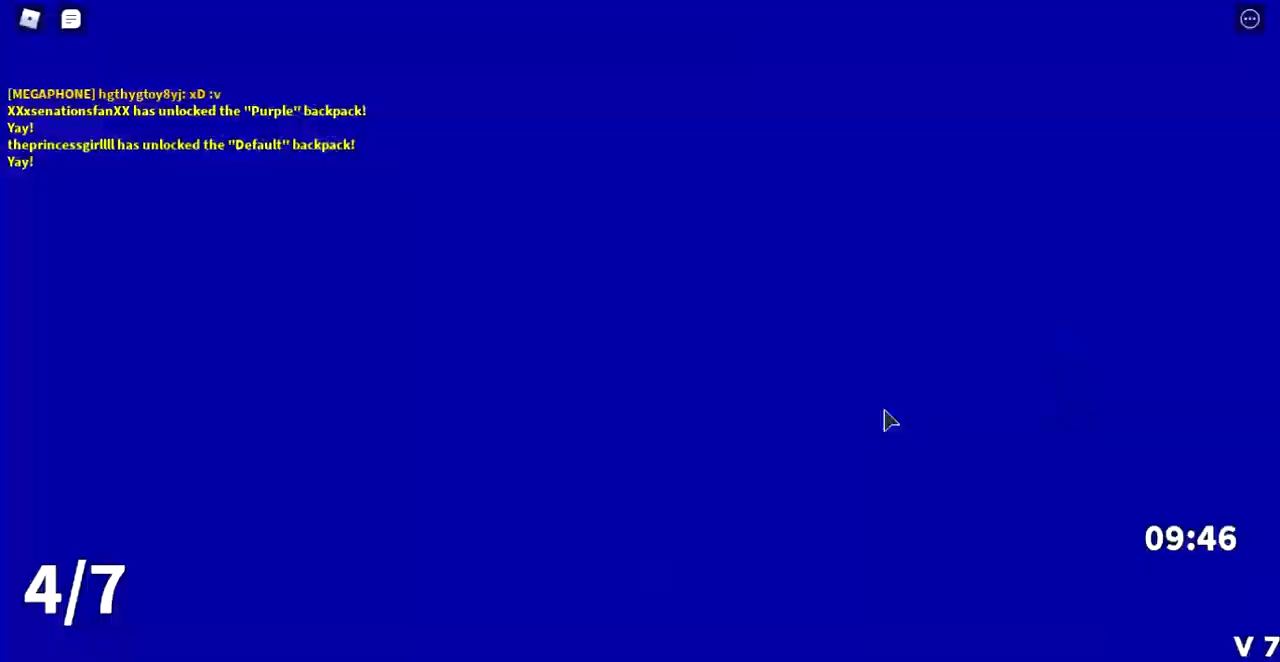 [MEGAPHONE] hgthygtoy8yj: xD :v
XXxsenationsfanXX has unlocked the "Purple" backpack!
Yay!
theprincessgirllll has unlocked the "Default" backpack!
Yay!
09:46
4/7
V 7